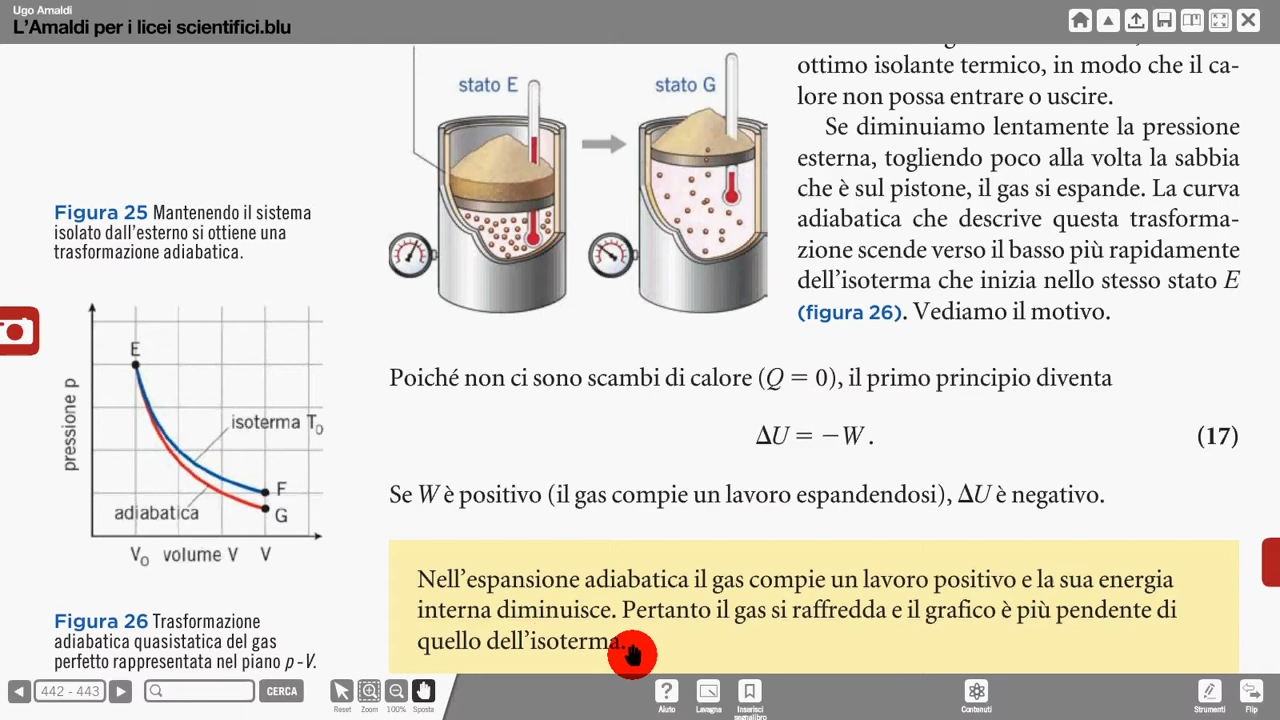 Ugo Amaldi
L'Amaldi per i licei scientifici.blu
stato E
stato G
ottimo isolante termico, in modo che il ca-
lore non possa entrare o uscire.
Se diminuiamo lentamente la pressione
esterna, togliendo poco alla volta la sabbia
che è sul pistone, il gas si espande. La curva
adiabatica che descrive questa trasforma-
zione scende verso il basso più rapidamente
dell'isoterma che inizia nello stesso stato E
(figura 26). Vediamo il motivo.
Figura 25 Mantenendo il sistema
isolato dall'esterno si ottiene una
trasformazione adiabatica.
pressione p
E
isoterma T₀
F
adiabatica
G
V₀ volume V V
Figura 26 Trasformazione
adiabatica quasistatica del gas
perfetto rappresentata nel piano p-V.
Poiché non ci sono scambi di calore (Q = 0), il primo principio diventa
ΔU = −W. (17)
Se W è positivo (il gas compie un lavoro espandendosi), ΔU è negativo.
Nell'espansione adiabatica il gas compie un lavoro positivo e la sua energia
interna diminuisce. Pertanto il gas si raffredda e il grafico è più pendente di
quello dell'isoterma.
442 - 443
CERCA
Reset
Zoom
100%
Sposta
?
Aiuto
Lavagna
Inserisci
segnalibro
Contenuti
Strumenti
Flip